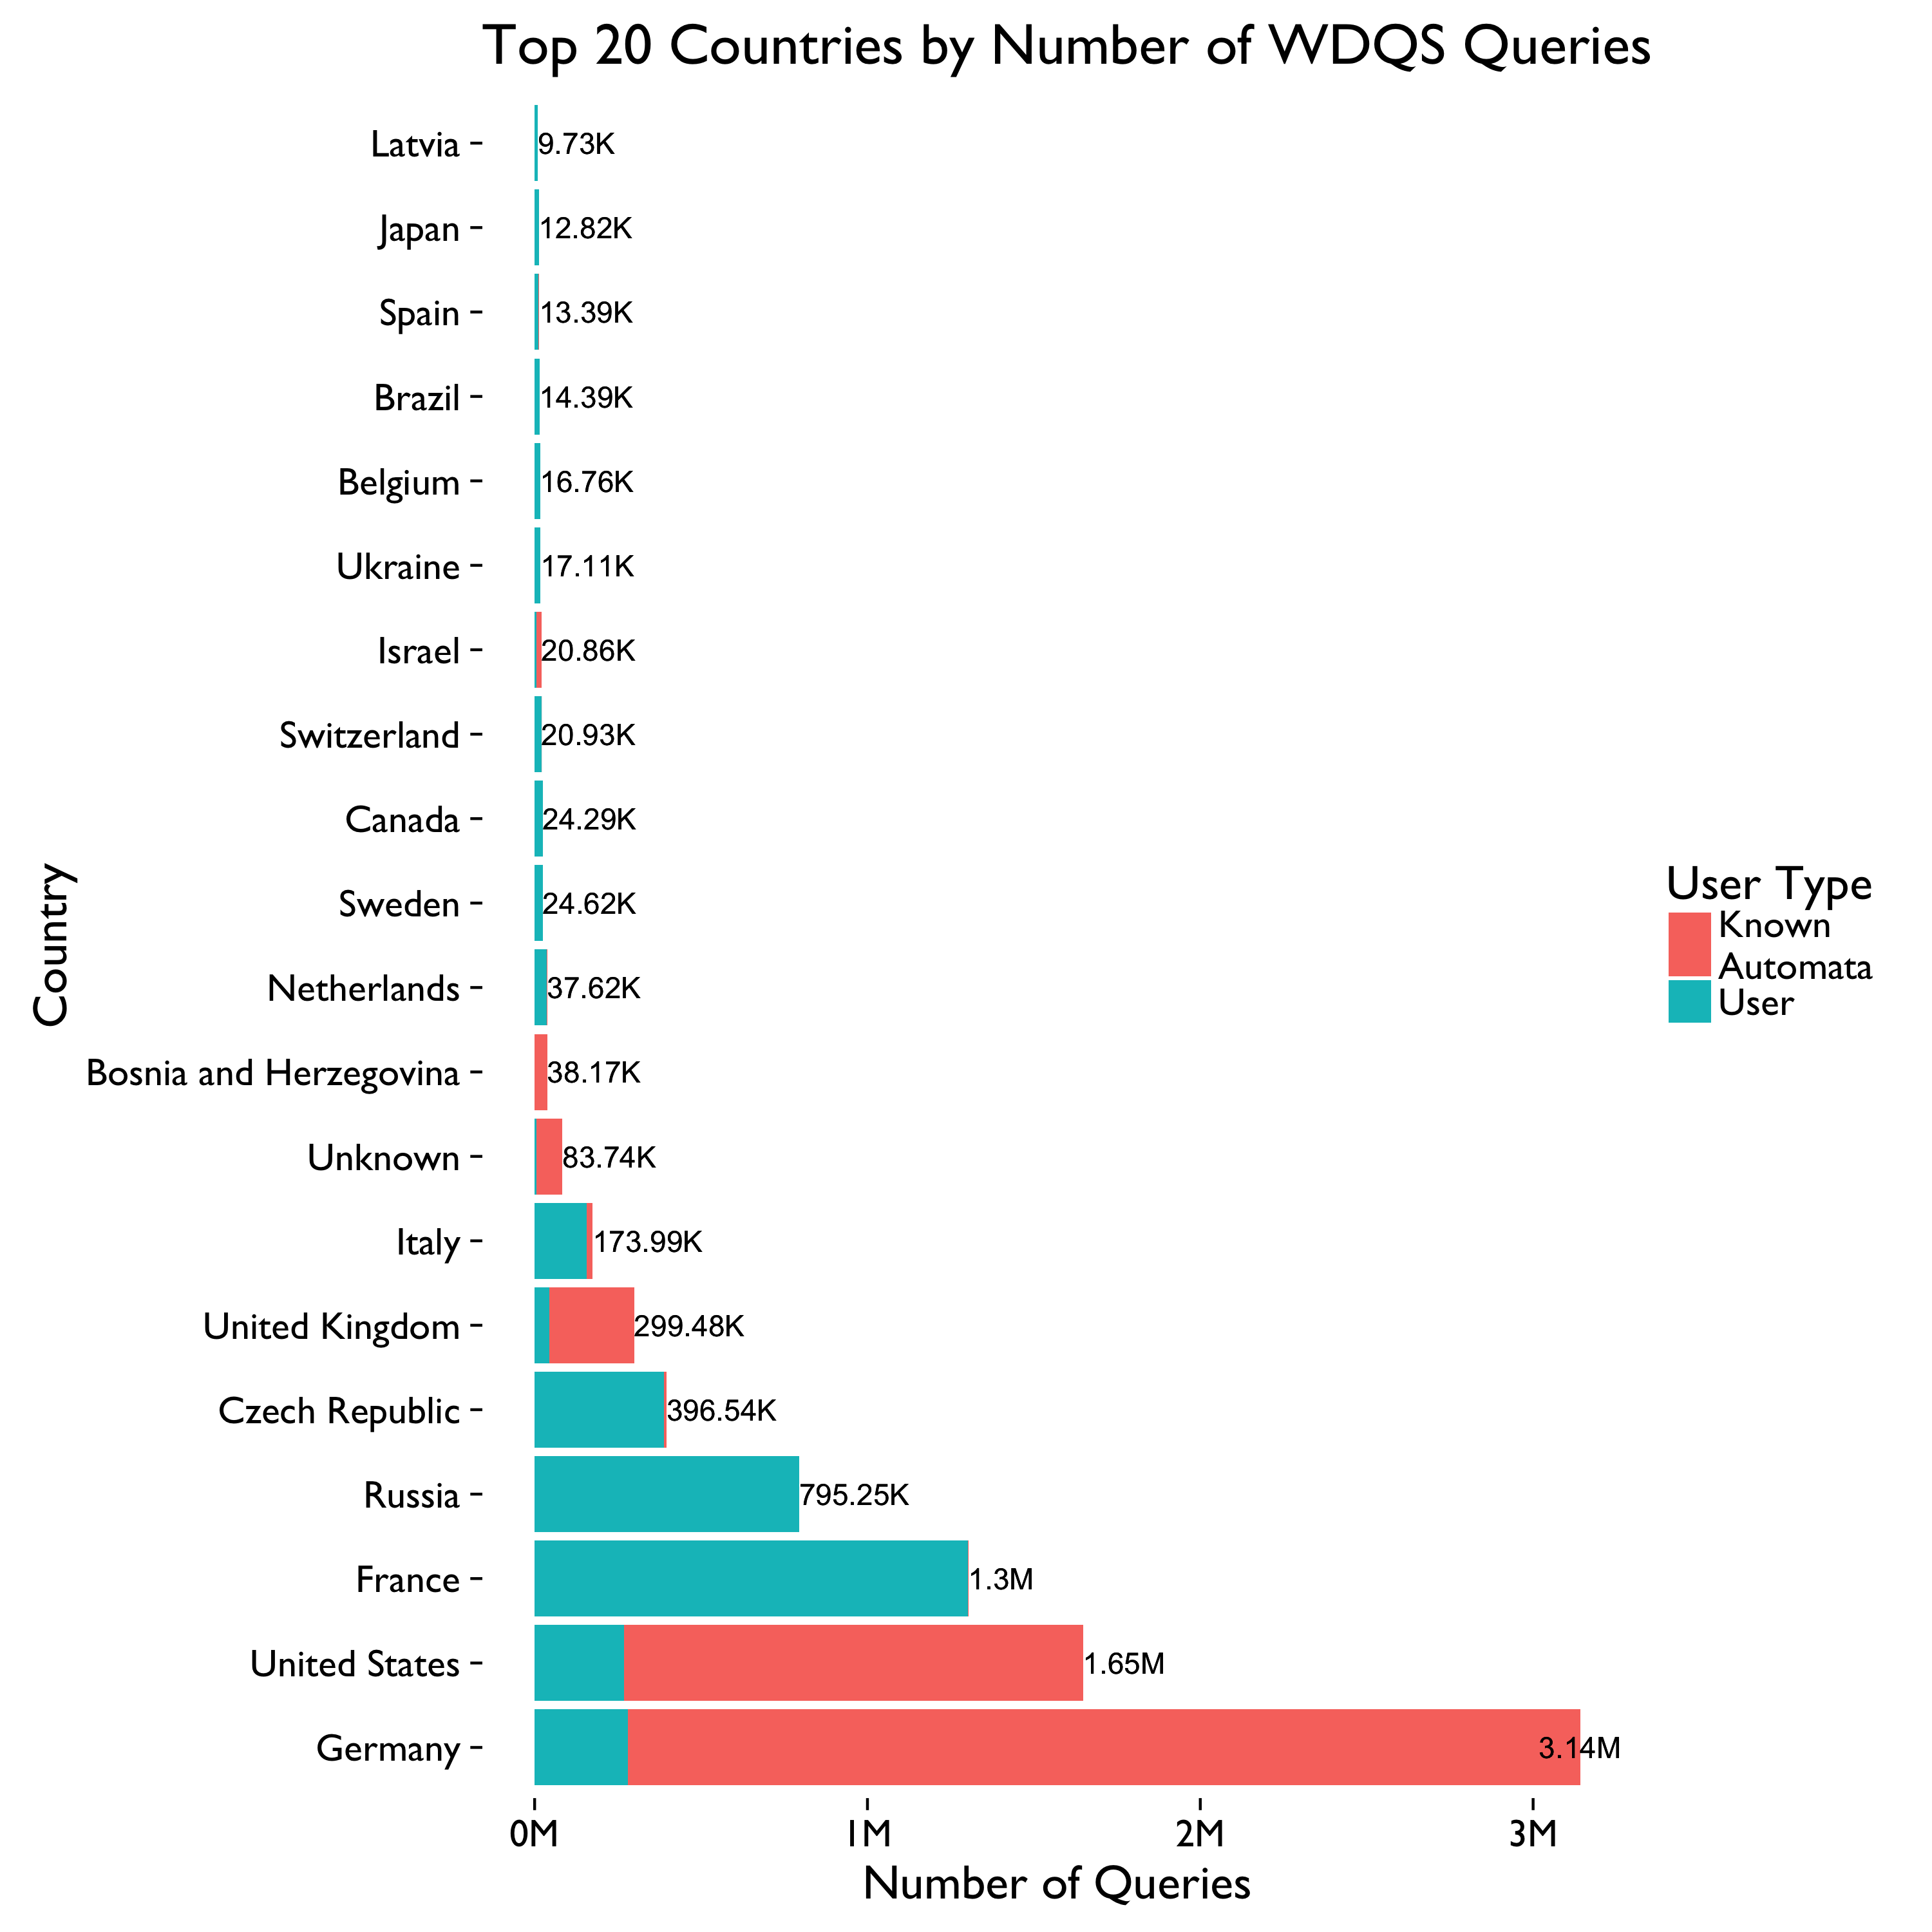 Top 20 Countries by Number of WDQS Queries
Latvia 9.73K
Japan 12.82K
Spain 13.39K
Brazil 14.39K
Belgium 16.76K
Ukraine 17.11K
Israel 20.86K
Switzerland 20.93K
Canada 24.29K
Sweden 24.62K
Netherlands 37.62K
Bosnia and Herzegovina 38.17K
Unknown 83.74K
Italy 173.99K
United Kingdom 299.48K
Czech Republic 396.54K
Russia 795.25K
France 1.3M
United States 1.65M
Germany 3.14M
0M 1M 2M 3M
Number of Queries
Country
User Type
Known
Automata
User